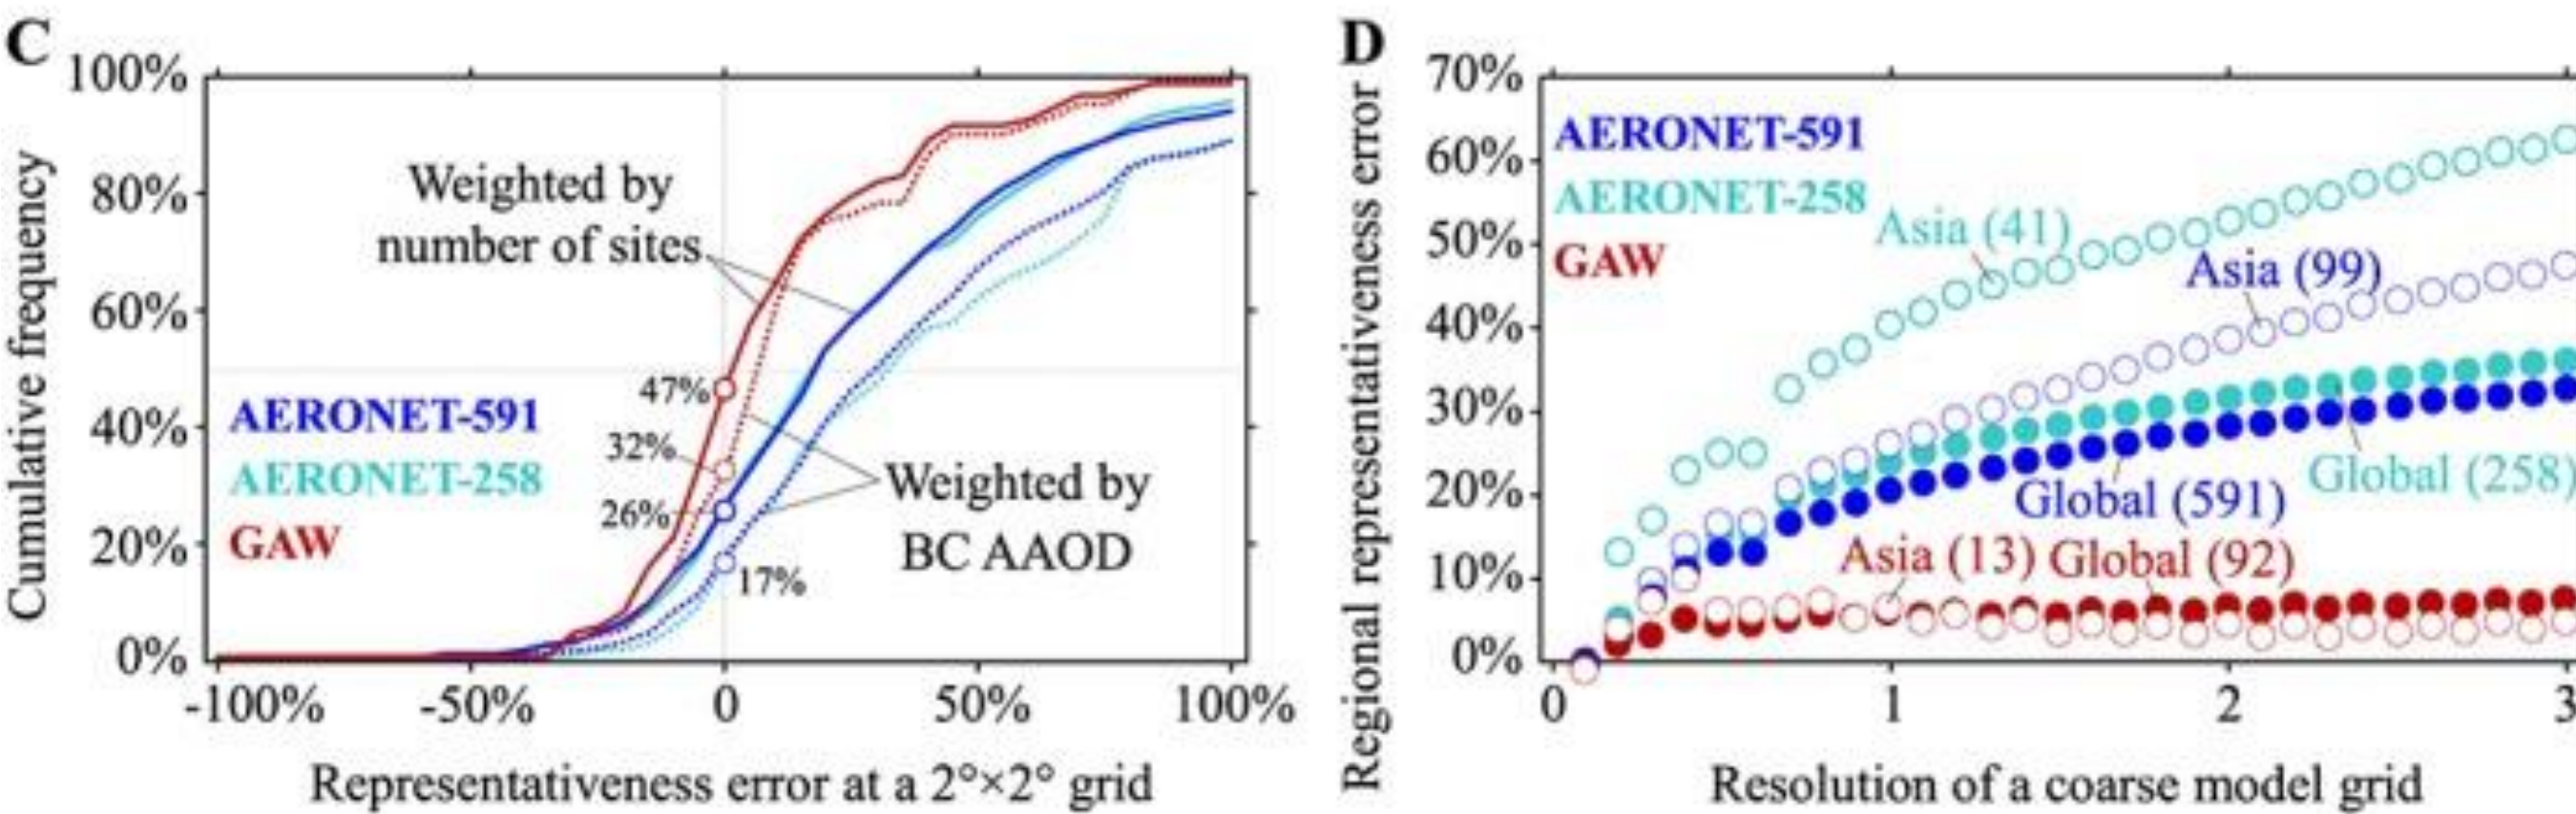 C
100%
80%
60%
40%
20%
0%
Cumulative frequency
Weighted by
number of sites
47%
32%
26%
17%
AERONET-591
AERONET-258
GAW
Weighted by
BC AAOD
-100%
-50%
0
50%
100%
Representativeness error at a 2°×2° grid
D
70%
60%
50%
40%
30%
20%
10%
0%
Regional representativeness error
AERONET-591
AERONET-258
GAW
Asia (41)
Asia (99)
Global (258)
Global (591)
Asia (13)
Global (92)
0
1
2
3
Resolution of a coarse model grid